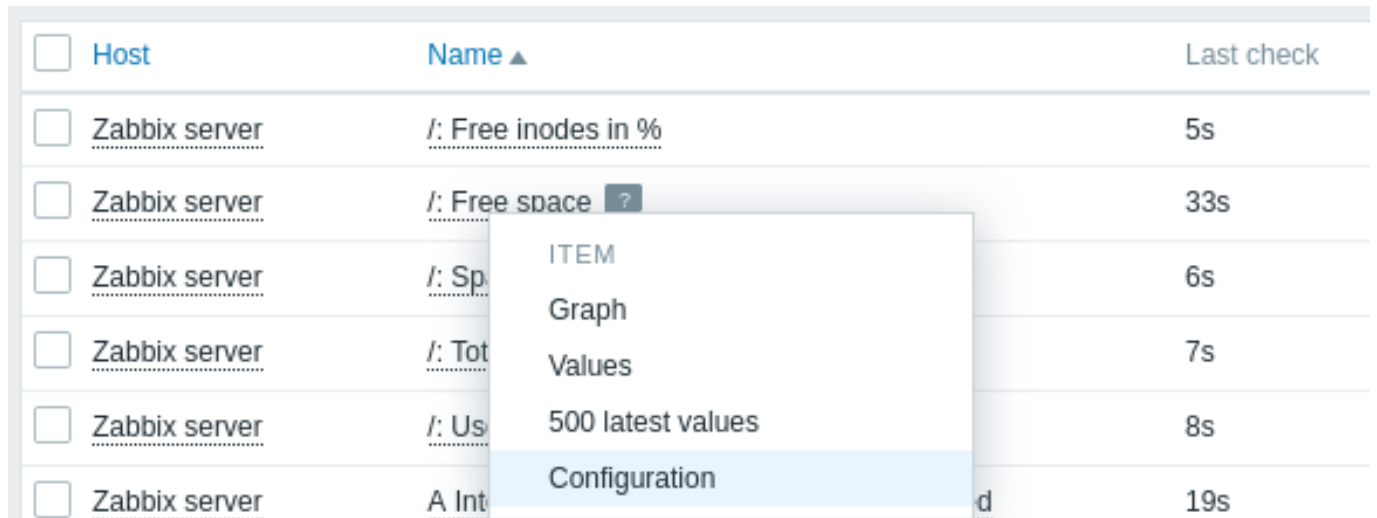 Host Name ▲ Last check
Zabbix server /: Free inodes in % 5s
Zabbix server /: Free space ? 33s
ITEM
Zabbix server /: 6s
Graph
Zabbix server /: 7s
Values
Zabbix server /: 8s
500 latest values
Configuration
Zabbix server A 19s